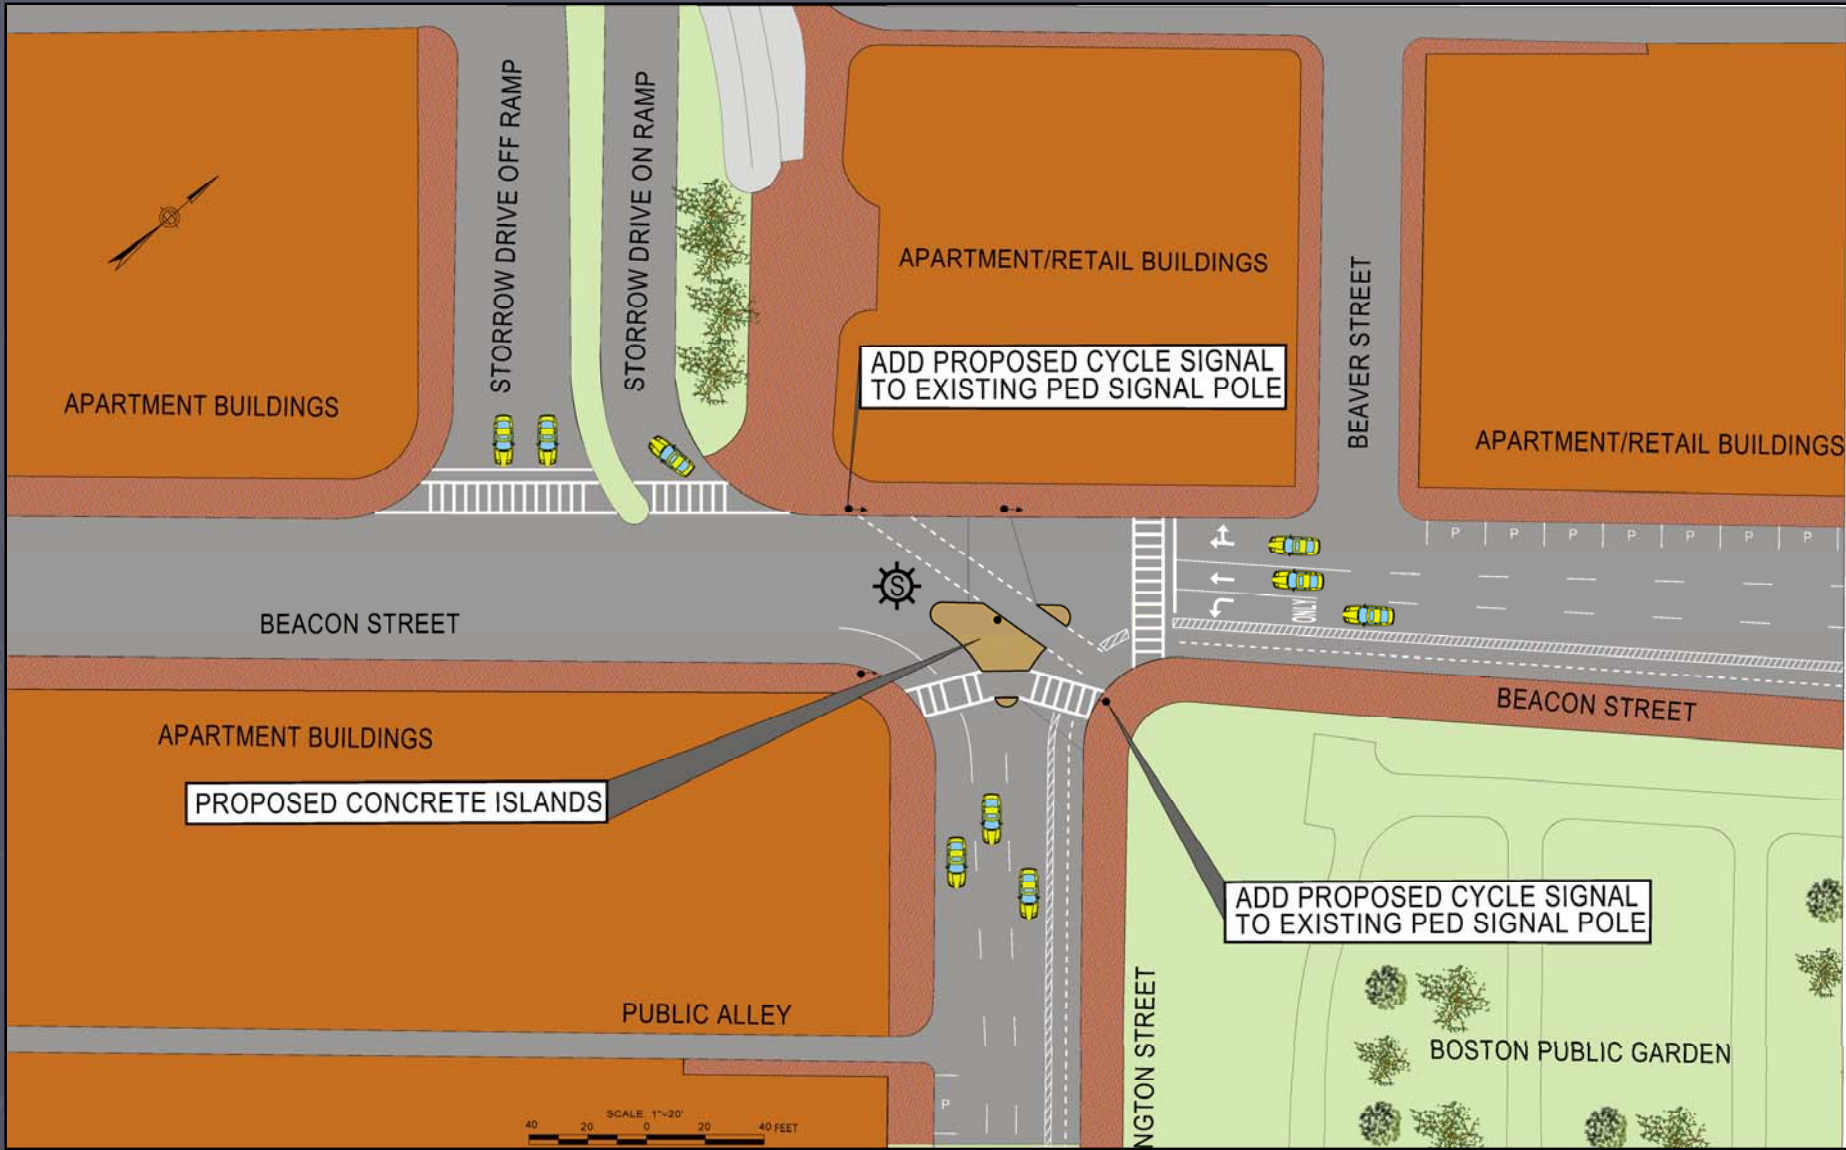 STORROW DRIVE OFF RAMP
STORROW DRIVE ON RAMP
APARTMENT/RETAIL BUILDINGS
BEAVER STREET
ADD PROPOSED CYCLE SIGNAL
TO EXISTING PED SIGNAL POLE
APARTMENT BUILDINGS
APARTMENT/RETAIL BUILDINGS
P
P
P
P
P
P
P
S
ONLY
BEACON STREET
BEACON STREET
APARTMENT BUILDINGS
PROPOSED CONCRETE ISLANDS
ADD PROPOSED CYCLE SIGNAL
TO EXISTING PED SIGNAL POLE
PUBLIC ALLEY
NGTON STREET
BOSTON PUBLIC GARDEN
P
SCALE: 1"=20'
40 20 0 20 40 FEET